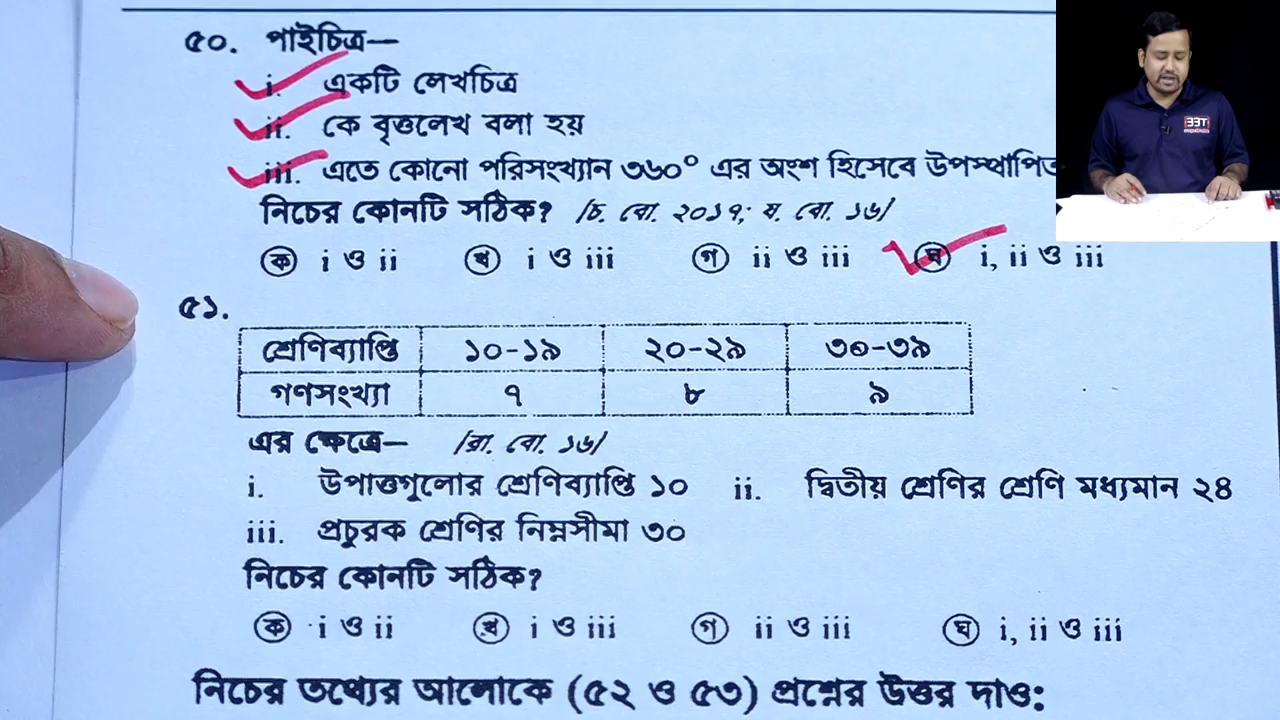 ৫০. পাইচিত্র—
i. একটি লেখচিত্র
ii. কে বৃত্তলেখ বলা হয়
iii. এতে কোনো পরিসংখ্যান ৩৬০° এর অংশ হিসেবে উপস্থাপিত
নিচের কোনটি সঠিক? [চ. বো. ২০১৭; য. বো. ১৬]
ক i ও ii খ i ও iii গ ii ও iii ঘ i, ii ও iii
৫১.
শ্রেণিব্যাপ্তি ১০-১৯ ২০-২৯ ৩০-৩৯
গণসংখ্যা ৭ ৮ ৯
এর ক্ষেত্রে— [রা. বো. ১৬]
i. উপাত্তগুলোর শ্রেণিব্যাপ্তি ১০ ii. দ্বিতীয় শ্রেণির শ্রেণি মধ্যমান ২৪
iii. প্রচুরক শ্রেণির নিম্নসীমা ৩০
নিচের কোনটি সঠিক?
ক i ও ii খ i ও iii গ ii ও iii ঘ i, ii ও iii
নিচের তথ্যের আলোকে (৫২ ও ৫৩) প্রশ্নের উত্তর দাও: